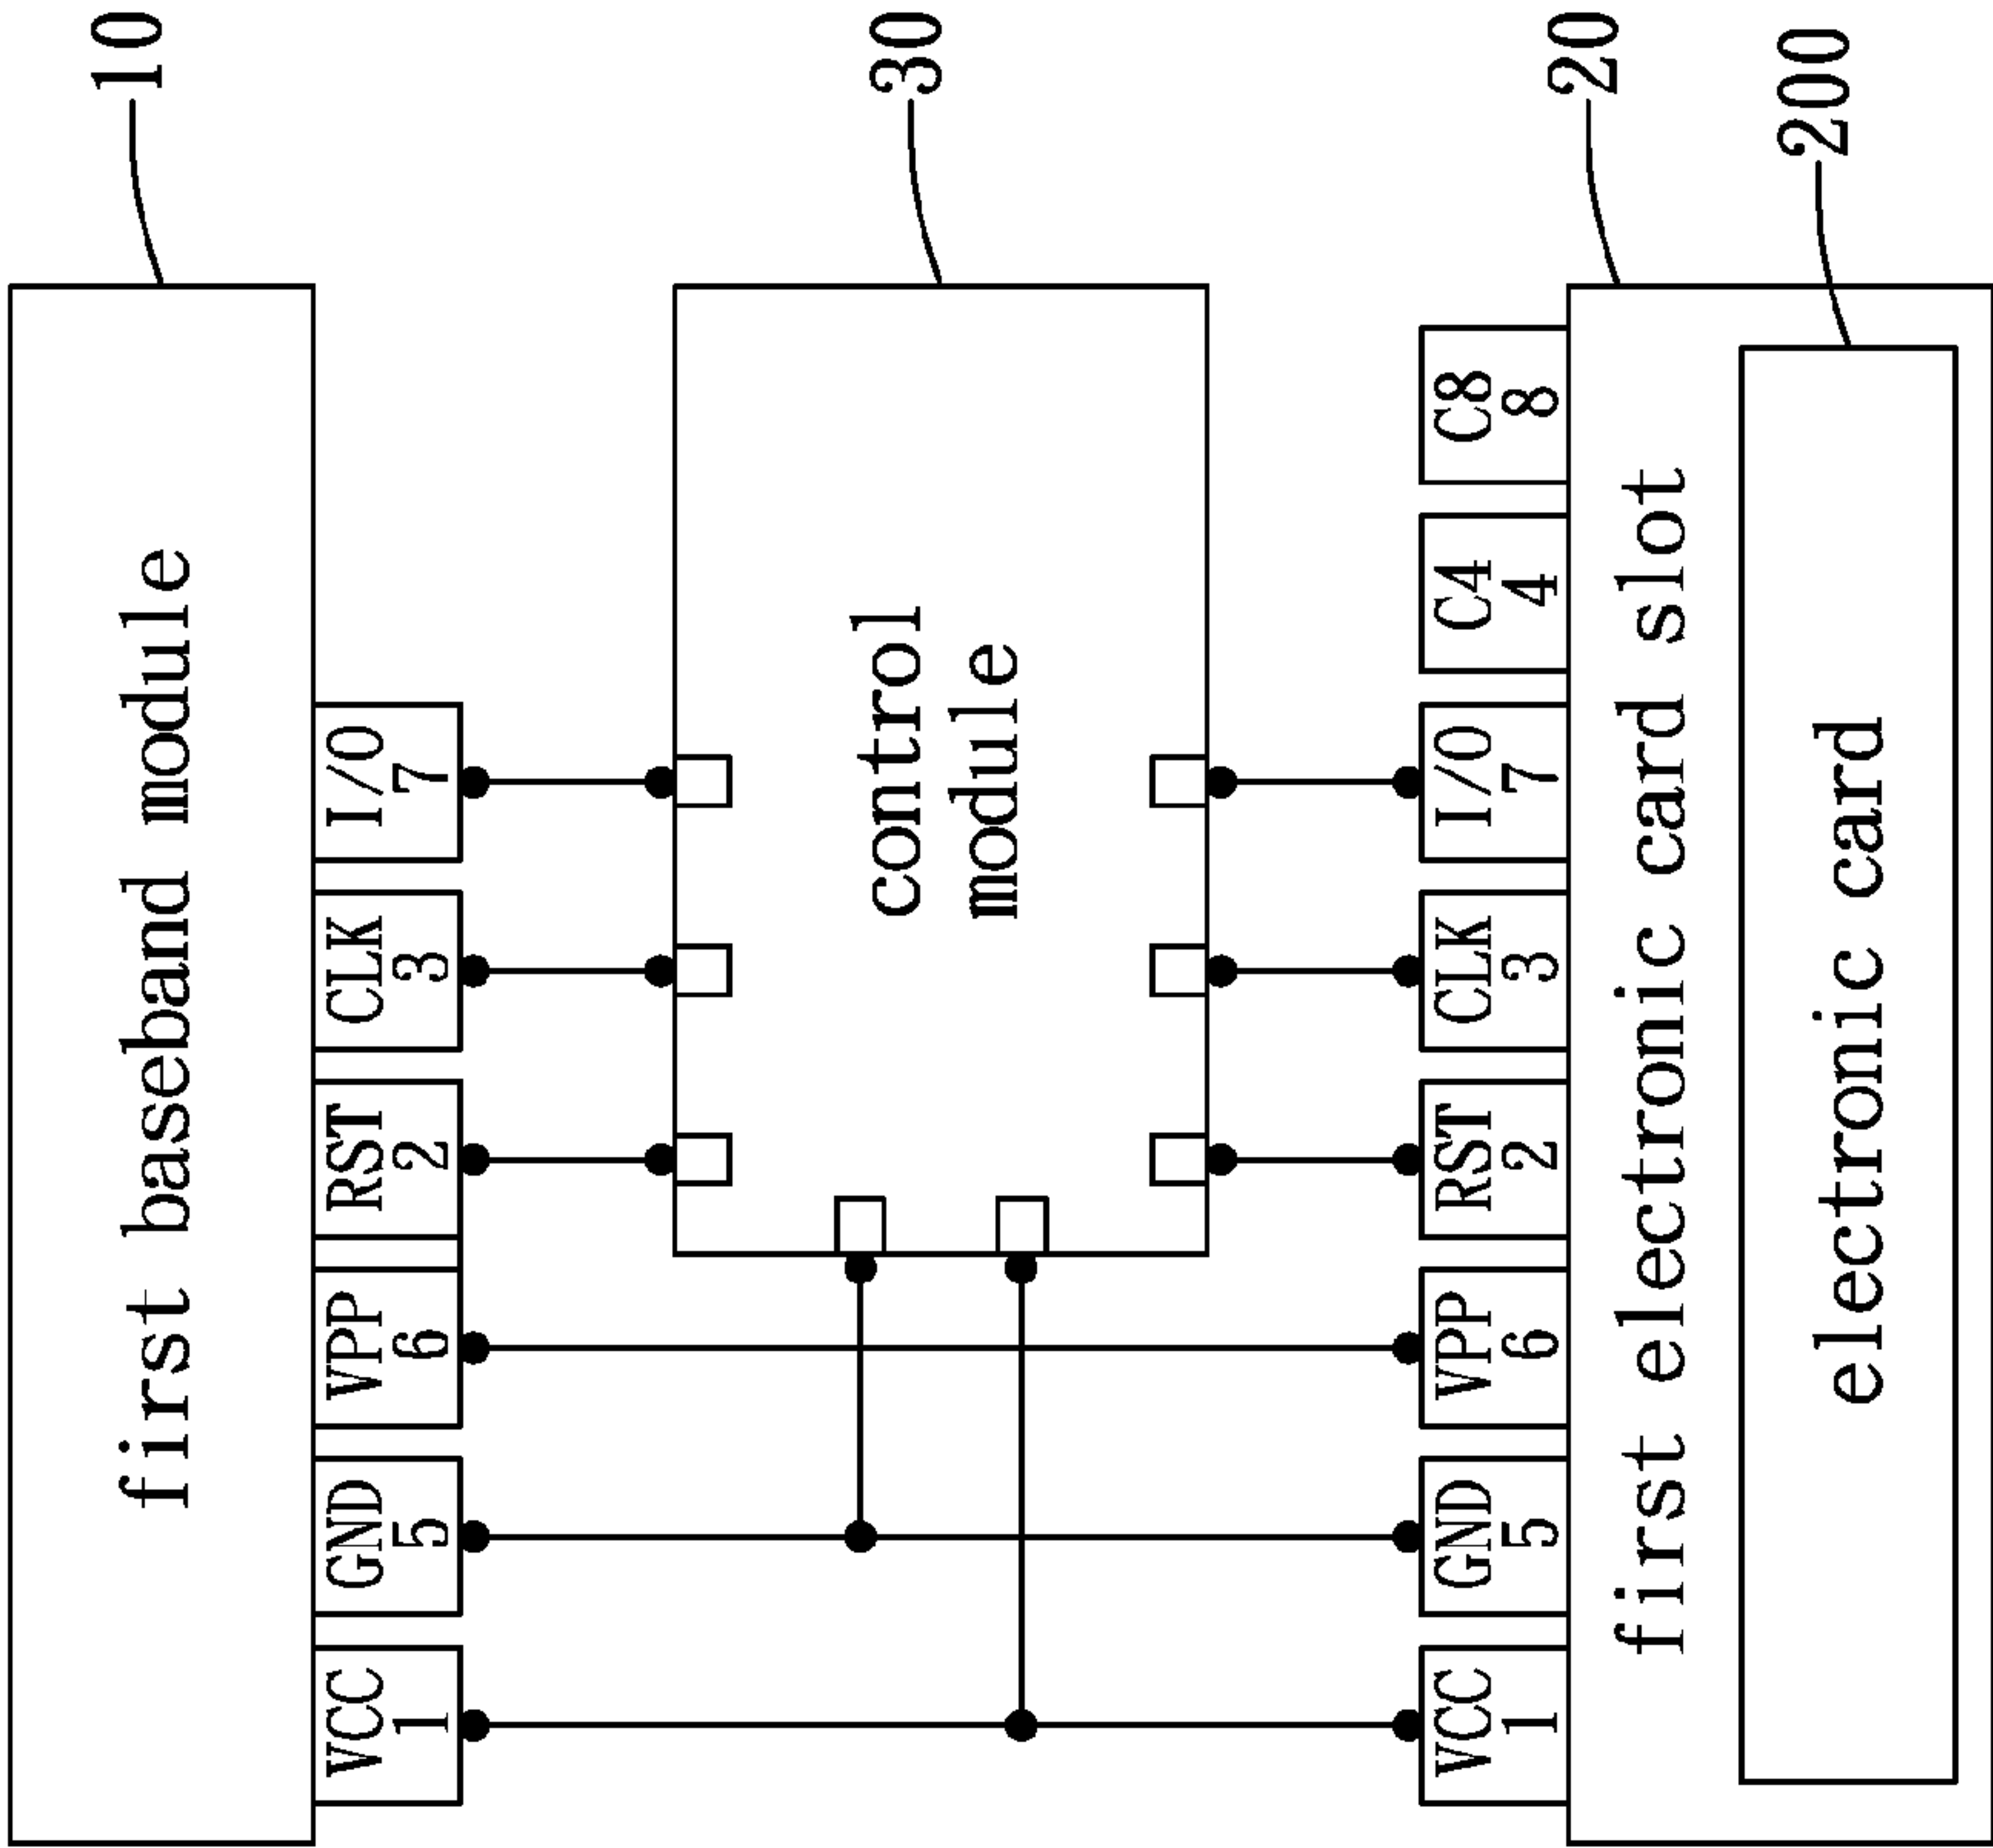 10
first baseband module
VCC
1
GND
5
VPP
6
RST
2
CLK
3
I/O
7
30
control
module
VCC
1
GND
5
VPP
6
RST
2
CLK
3
I/O
7
C4
4
C8
8
20
first electronic card slot
200
electronic card